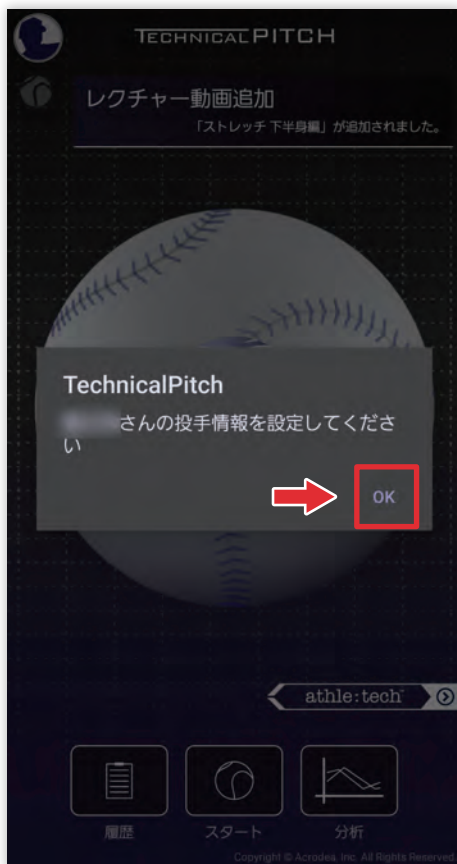 TECHNICALPITCH
レクチャー動画追加
「ストレッチ 下半身編」が追加されました。
TechnicalPitch
さんの投手情報を設定してくださ
い
OK
athle:tech
履歴
スタート
分析
Copyright © Acrodea, Inc. All Rights Reserved